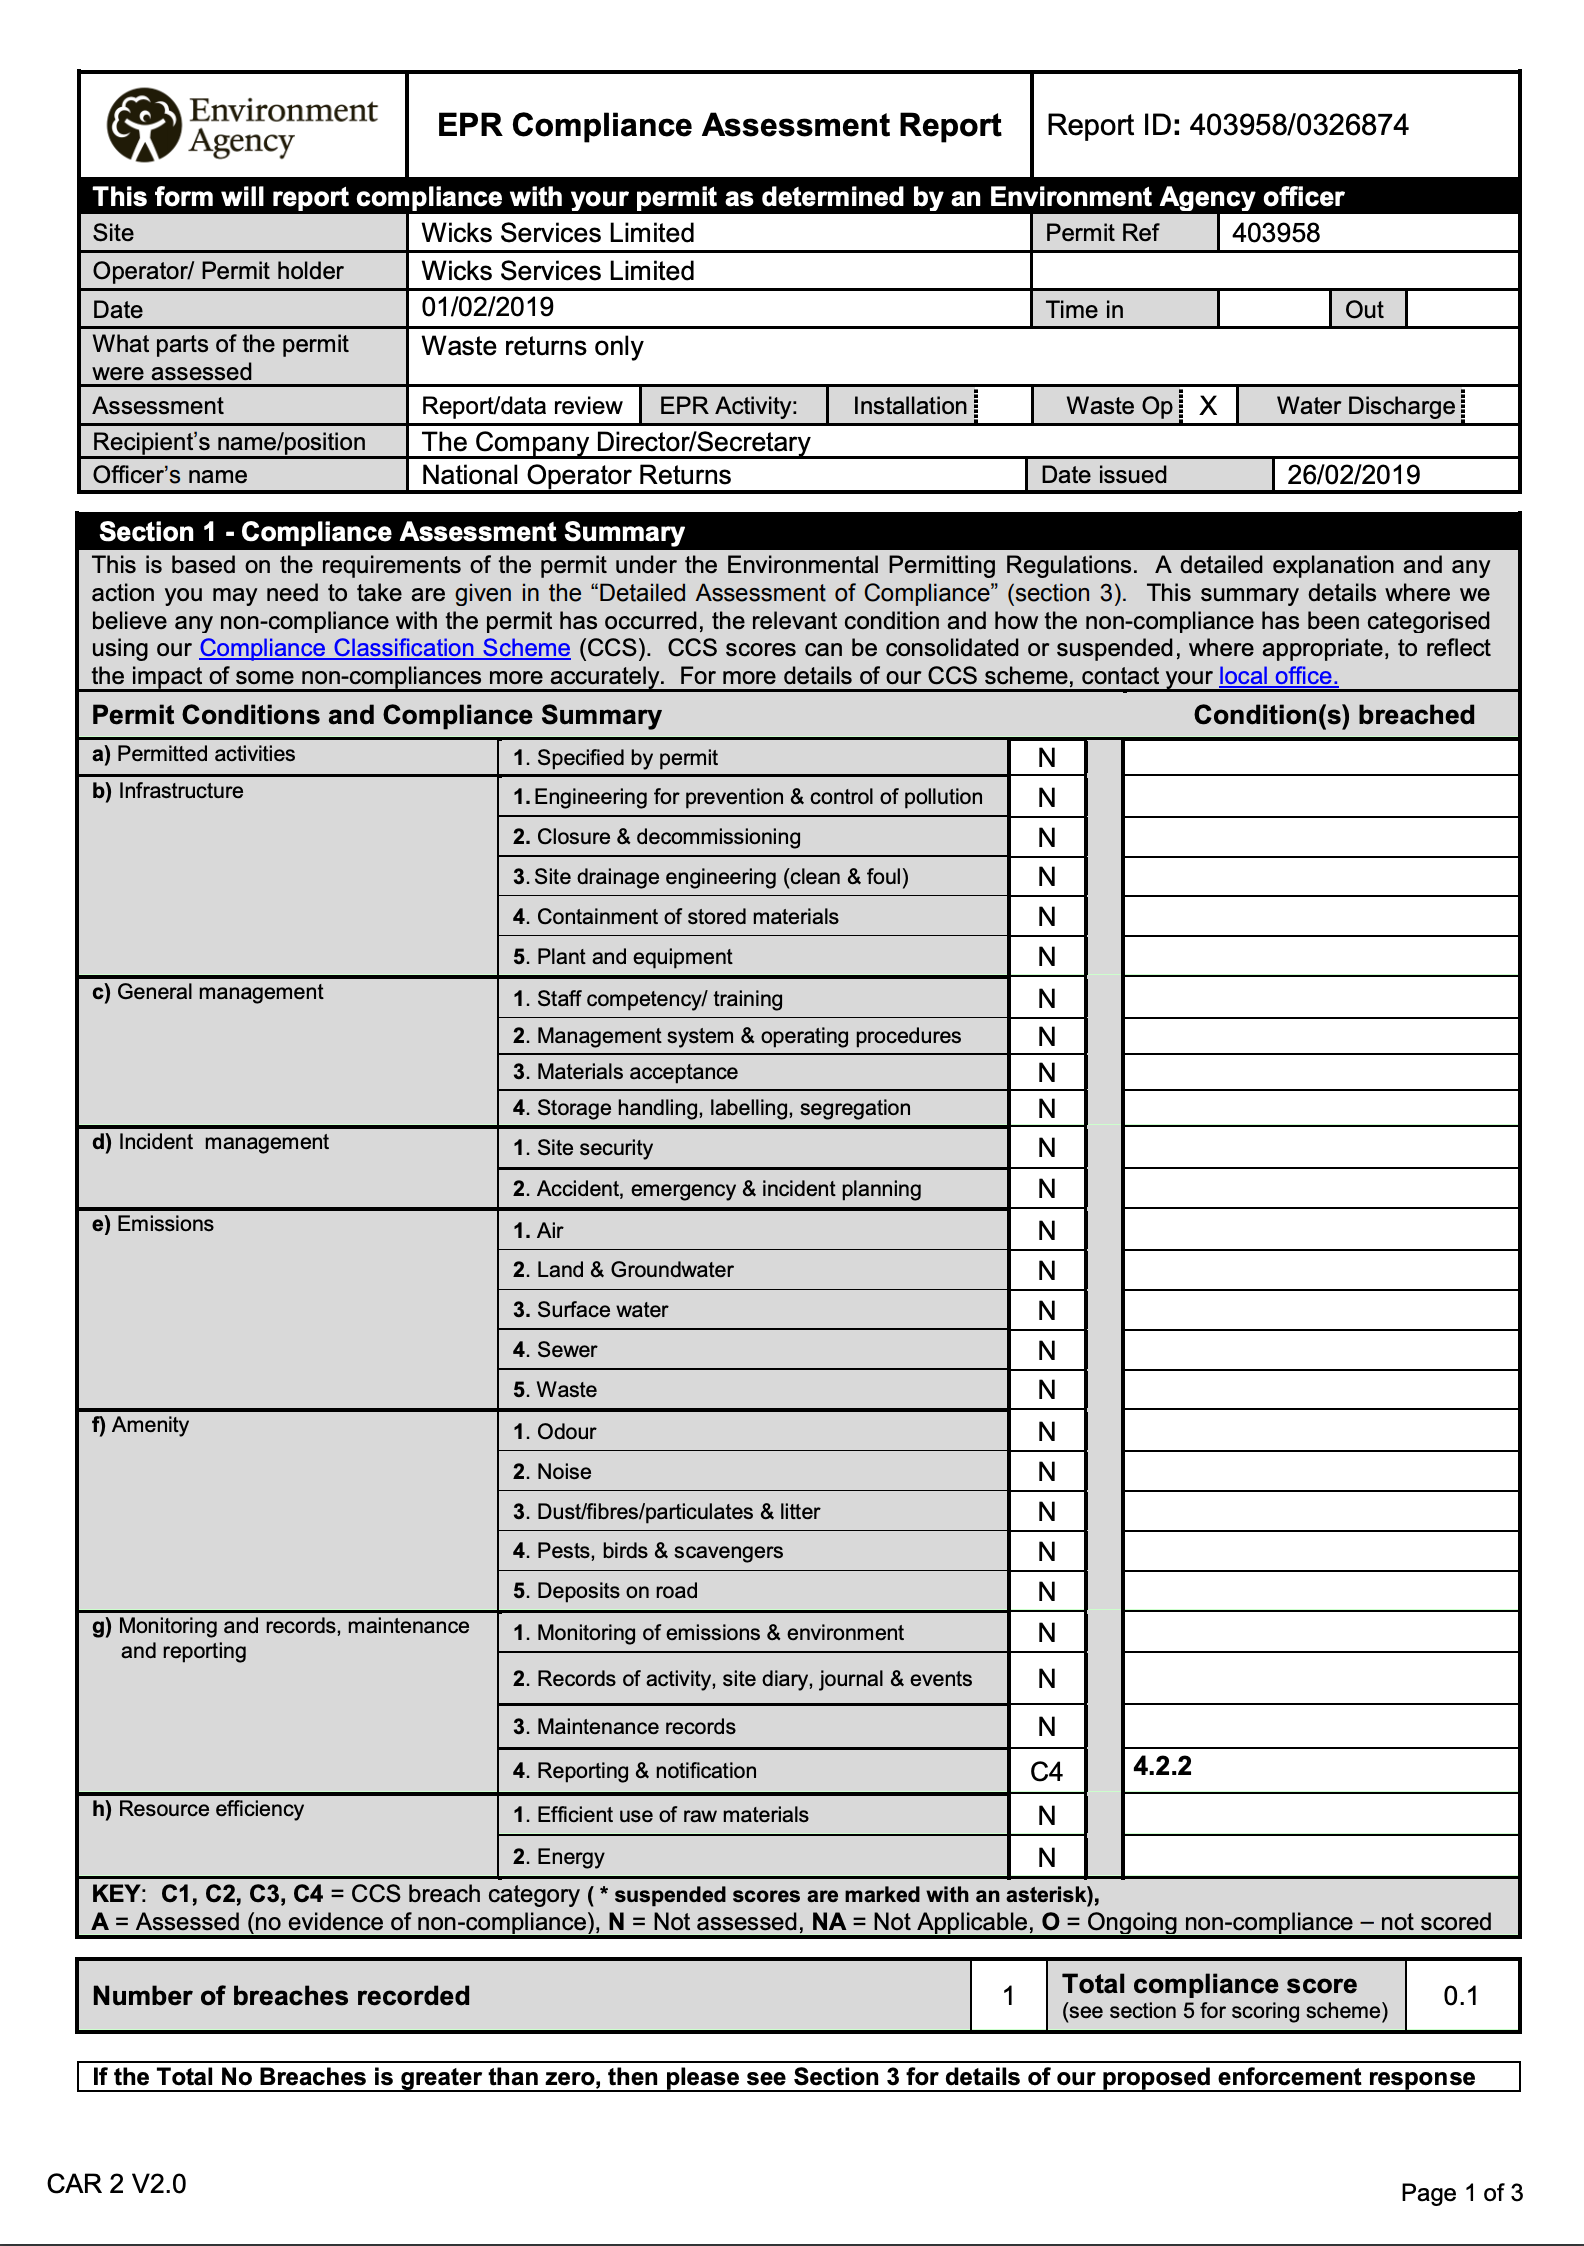 Environment
Agency
EPR Compliance Assessment Report
Report ID: 403958/0326874
This form will report compliance with your permit as determined by an Environment Agency officer
Site
Wicks Services Limited
Permit Ref
403958
Operator/ Permit holder
Wicks Services Limited
Date
01/02/2019
Time in
Out
What parts of the permit
were assessed
Waste returns only
Assessment
Report/data review
EPR Activity:
Installation
Waste Op
X
Water Discharge
Recipient’s name/position
The Company Director/Secretary
Officer’s name
National Operator Returns
Date issued
26/02/2019
Section 1 - Compliance Assessment Summary
This is based on the requirements of the permit under the Environmental Permitting Regulations. A detailed explanation and any
action you may need to take are given in the “Detailed Assessment of Compliance” (section 3). This summary details where we
believe any non-compliance with the permit has occurred, the relevant condition and how the non-compliance has been categorised
using our Compliance Classification Scheme (CCS). CCS scores can be consolidated or suspended, where appropriate, to reflect
the impact of some non-compliances more accurately. For more details of our CCS scheme, contact your local office.
Permit Conditions and Compliance Summary
Condition(s) breached
a) Permitted activities
1. Specified by permit
N
b) Infrastructure
1. Engineering for prevention & control of pollution
N
2. Closure & decommissioning
N
3. Site drainage engineering (clean & foul)
N
4. Containment of stored materials
N
5. Plant and equipment
N
c) General management
1. Staff competency/ training
N
2. Management system & operating procedures
N
3. Materials acceptance
N
4. Storage handling, labelling, segregation
N
d) Incident management
1. Site security
N
2. Accident, emergency & incident planning
N
e) Emissions
1. Air
N
2. Land & Groundwater
N
3. Surface water
N
4. Sewer
N
5. Waste
N
f) Amenity
1. Odour
N
2. Noise
N
3. Dust/fibres/particulates & litter
N
4. Pests, birds & scavengers
N
5. Deposits on road
N
g) Monitoring and records, maintenance
and reporting
1. Monitoring of emissions & environment
N
2. Records of activity, site diary, journal & events
N
3. Maintenance records
N
4. Reporting & notification
C4
4.2.2
h) Resource efficiency
1. Efficient use of raw materials
N
2. Energy
N
KEY: C1, C2, C3, C4 = CCS breach category ( * suspended scores are marked with an asterisk),
A = Assessed (no evidence of non-compliance), N = Not assessed, NA = Not Applicable, O = Ongoing non-compliance – not scored
Number of breaches recorded
1
Total compliance score
(see section 5 for scoring scheme)
0.1
If the Total No Breaches is greater than zero, then please see Section 3 for details of our proposed enforcement response
CAR 2 V2.0
Page 1 of 3